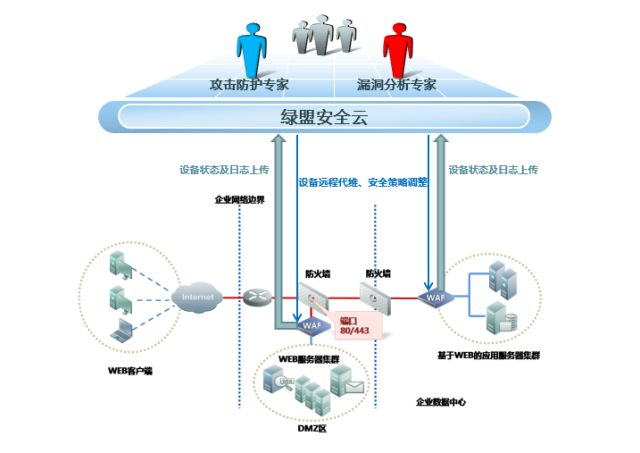 攻击防护专家
漏洞分析专家
绿盟安全云
设备状态及日志上传
设备远程代维、安全策略调整
设备状态及日志上传
企业网络边界
防火墙
防火墙
Internet
WAF
WAF
端口
80/443
WEB客户端
WEB服务器集群
基于WEB的应用服务器集群
企业数据中心
DMZ区